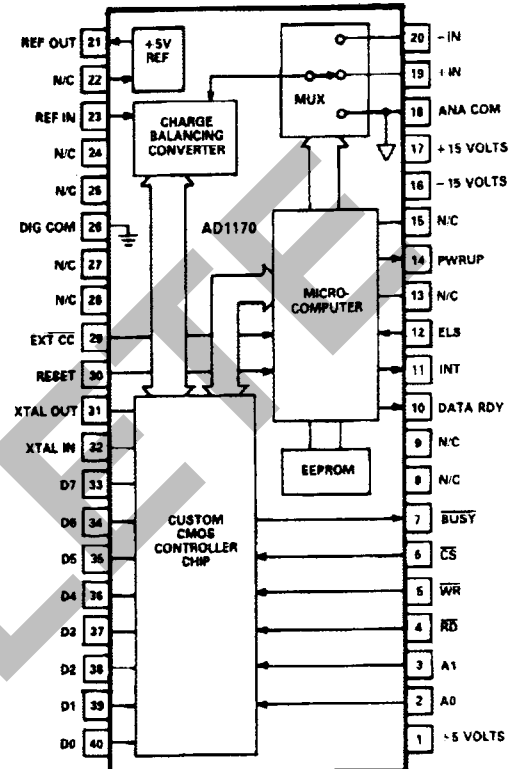 REF OUT 21
N/C 22
REF IN 23
N/C 24
N/C 25
DIG COM 26
N/C 27
N/C 28
EXT CC 29
RESET 30
XTAL OUT 31
XTAL IN 32
D7 33
D6 34
D5 35
D4 36
D3 37
D2 38
D1 39
D0 40
+5V
REF
CHARGE
BALANCING
CONVERTER
MUX
AD1170
MICRO-
COMPUTER
EEPROM
CUSTOM
CMOS
CONTROLLER
CHIP
20 -IN
19 +IN
18 ANA COM
17 +15 VOLTS
16 -15 VOLTS
15 N/C
14 PWRUP
13 N/C
12 ELS
11 INT
10 DATA RDY
9 N/C
8 N/C
7 BUSY
6 CS
5 WR
4 RD
3 A1
2 A0
1 +5 VOLTS
LETE